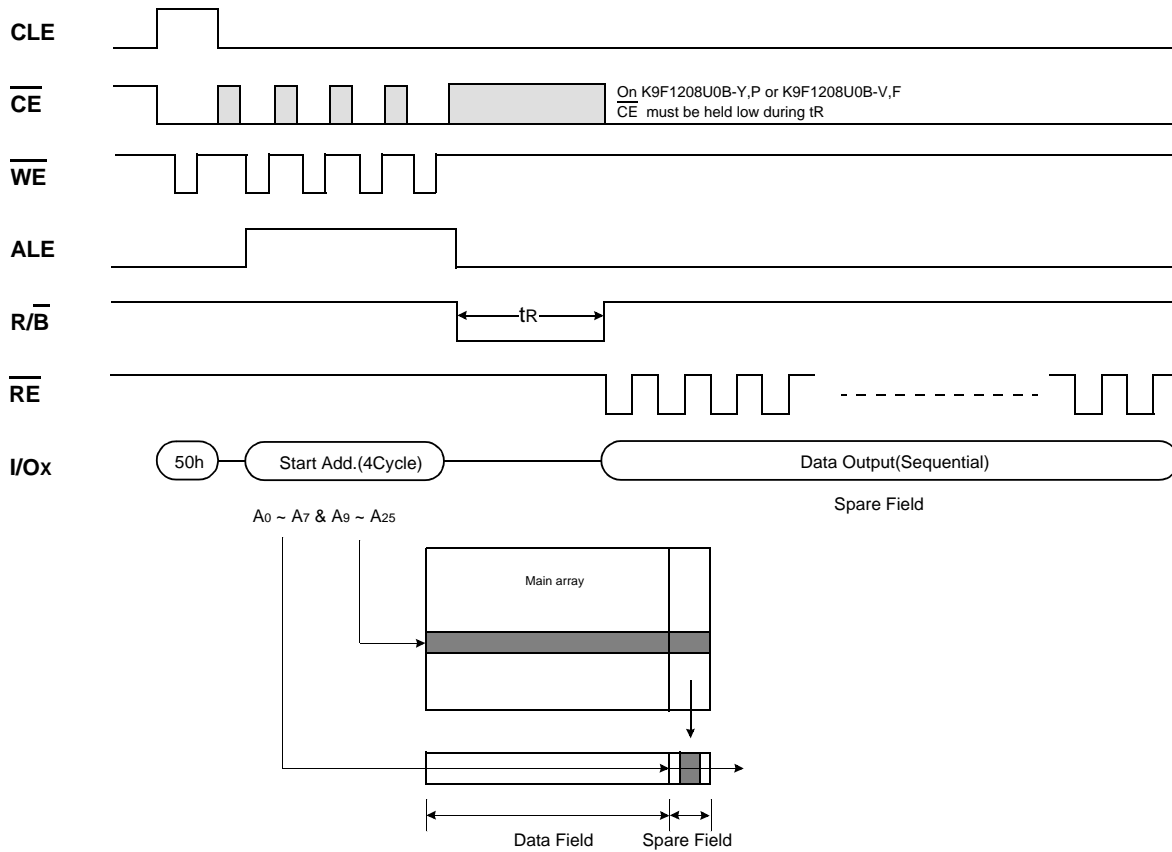 CLE
CE
On K9F1208U0B-Y,P or K9F1208U0B-V,F
CE must be held low during tR
WE
ALE
R/B
tR
RE
I/Ox
50h
Start Add.(4Cycle)
Data Output(Sequential)
Spare Field
A0 ~ A7 & A9 ~ A25
Main array
Data Field
Spare Field